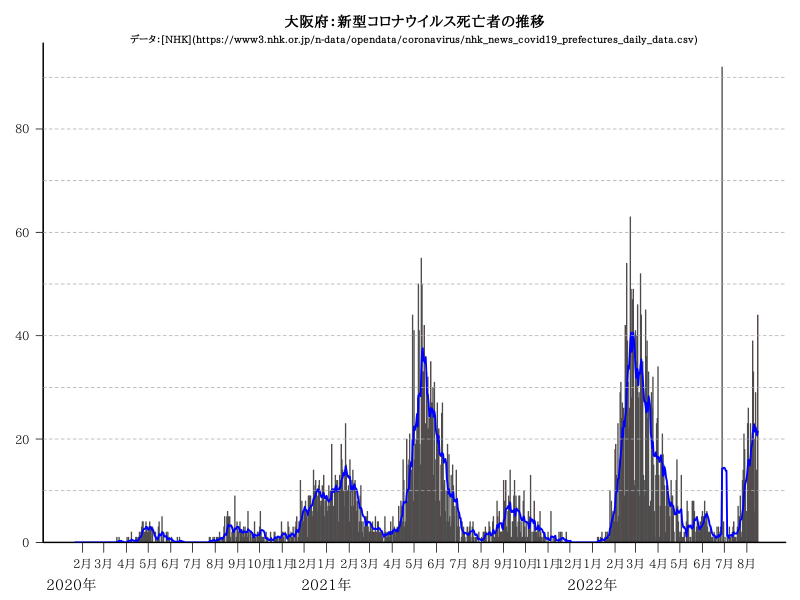 大阪府：新型コロナウイルス死亡者の推移
データ：[NHK](https://www3.nhk.or.jp/n-data/opendata/coronavirus/nhk_news_covid19_prefectures_daily_data.csv)
80
60
40
20
0
2月 3月 4月 5月 6月 7月 8月 9月 10月 11月 12月 1月 2月 3月 4月 5月 6月 7月 8月 9月 10月 11月 12月 1月 2月 3月 4月 5月 6月 7月 8月
2020年 2021年 2022年